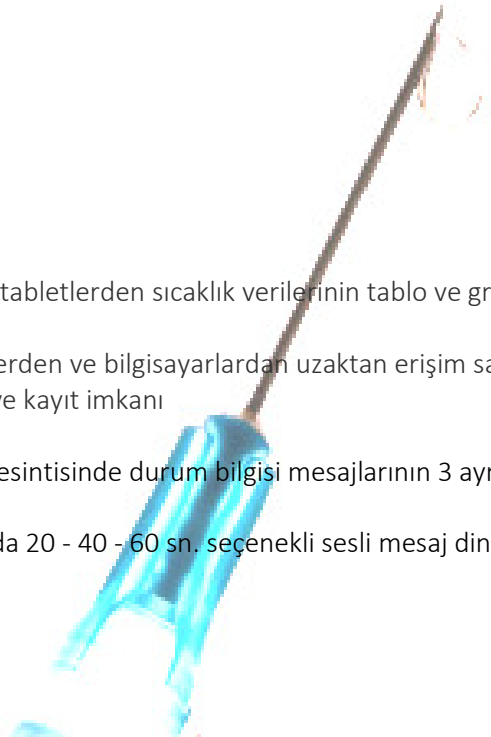 tabletlerden sıcaklık verilerinin tablo ve gr
erden ve bilgisayarlardan uzaktan erişim sa
ve kayıt imkanı
esintisinde durum bilgisi mesajlarının 3 ayr
da 20 - 40 - 60 sn. seçenekli sesli mesaj din